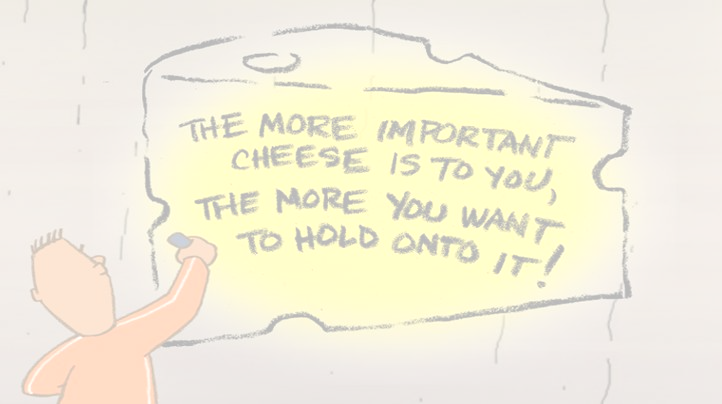 THE MORE IMPORTANT
CHEESE IS TO YOU,
THE MORE YOU WANT
TO HOLD ONTO IT!